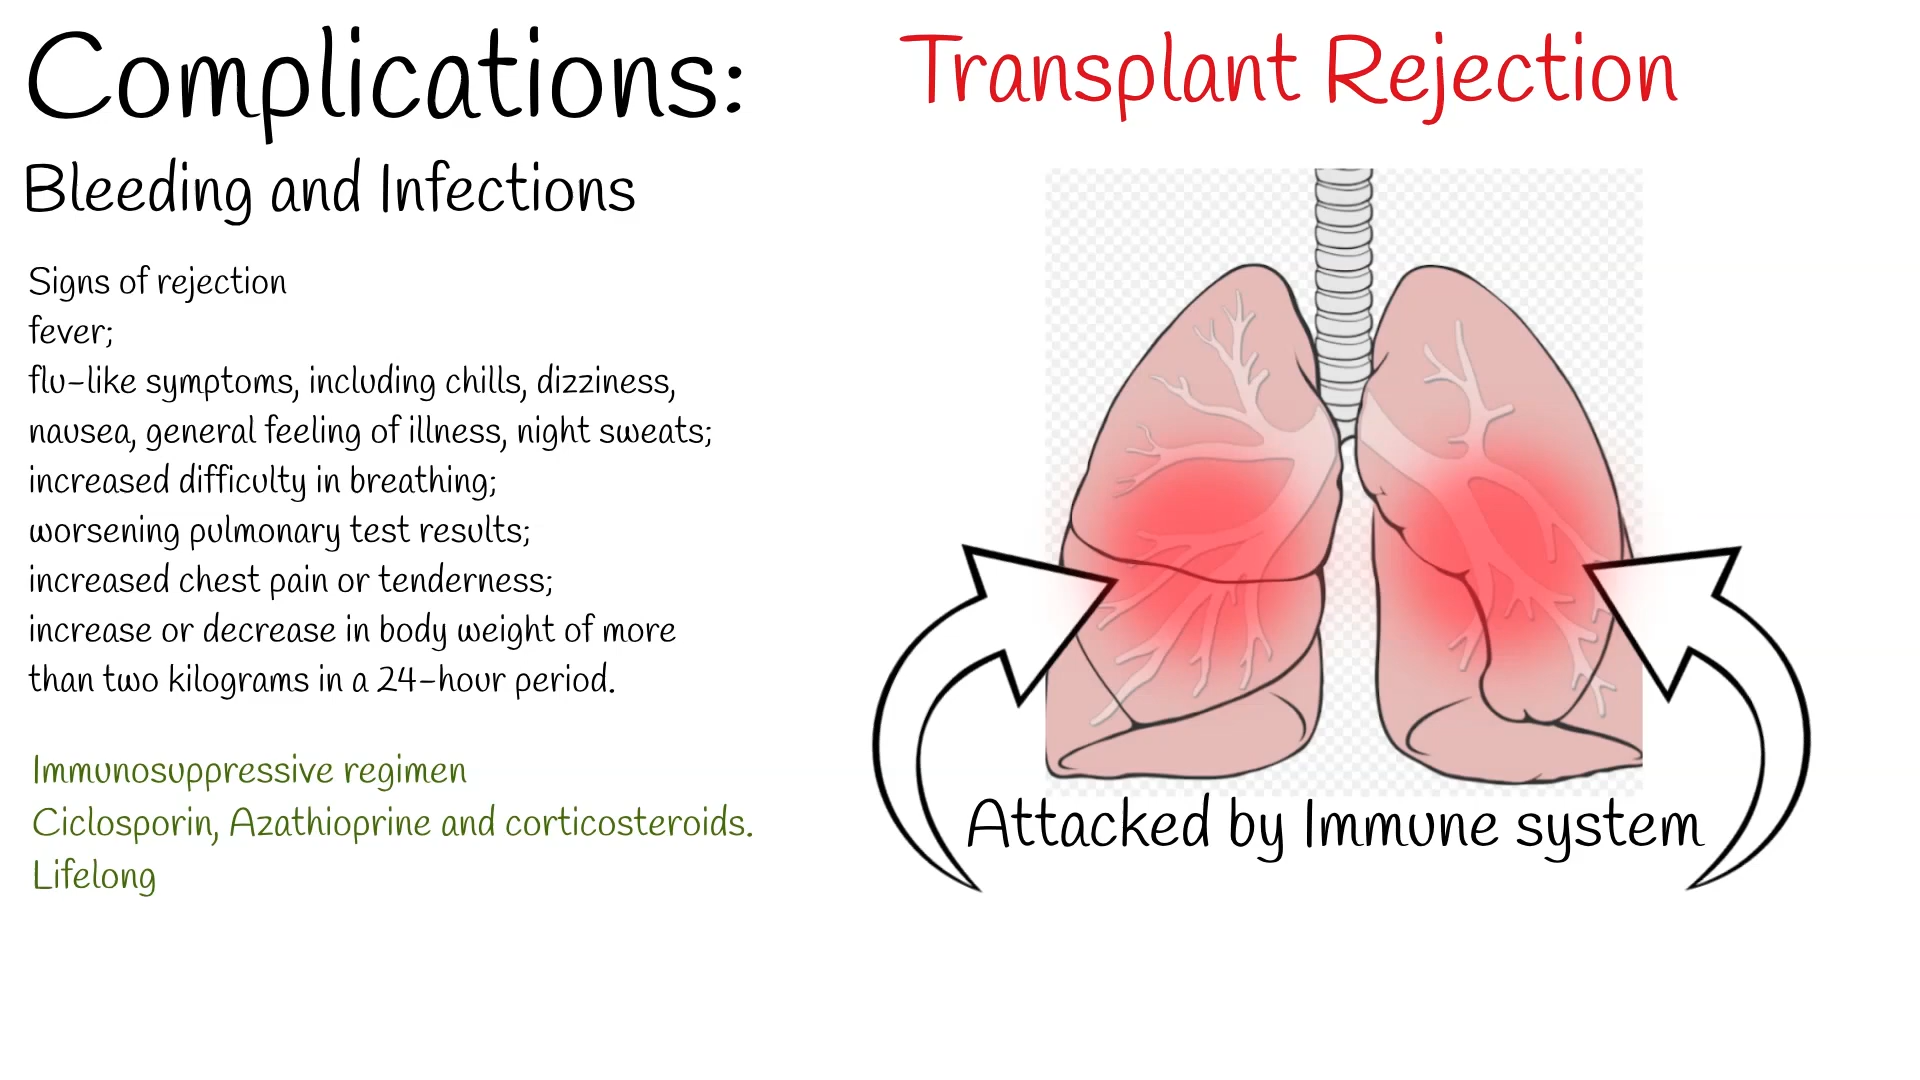 Complications:
Bleeding and Infections
Signs of rejection
fever;
flu-like symptoms, including chills, dizziness,
nausea, general feeling of illness, night sweats;
increased difficulty in breathing;
worsening pulmonary test results;
increased chest pain or tenderness;
increase or decrease in body weight of more
than two kilograms in a 24-hour period.
Immunosuppressive regimen
Ciclosporin, Azathioprine and corticosteroids.
Lifelong
Transplant Rejection
Attacked by Immune system